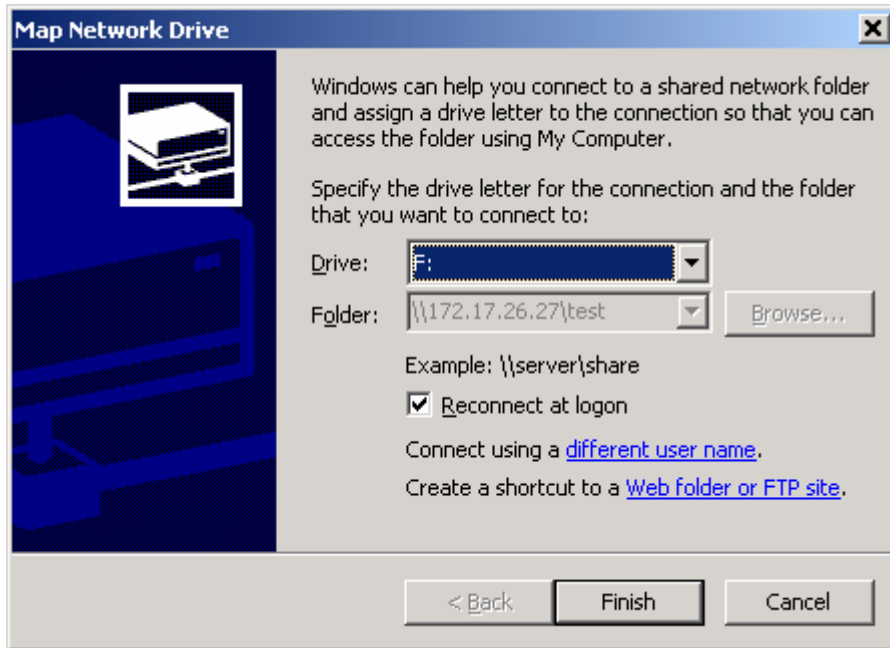 Map Network Drive
Windows can help you connect to a shared network folder
and assign a drive letter to the connection so that you can
access the folder using My Computer.
Specify the drive letter for the connection and the folder
that you want to connect to:
Drive: F:
Folder: \\172.17.26.27\test Browse...
Example: \\server\share
Reconnect at logon
Connect using a different user name.
Create a shortcut to a Web folder or FTP site.
< Back Finish Cancel